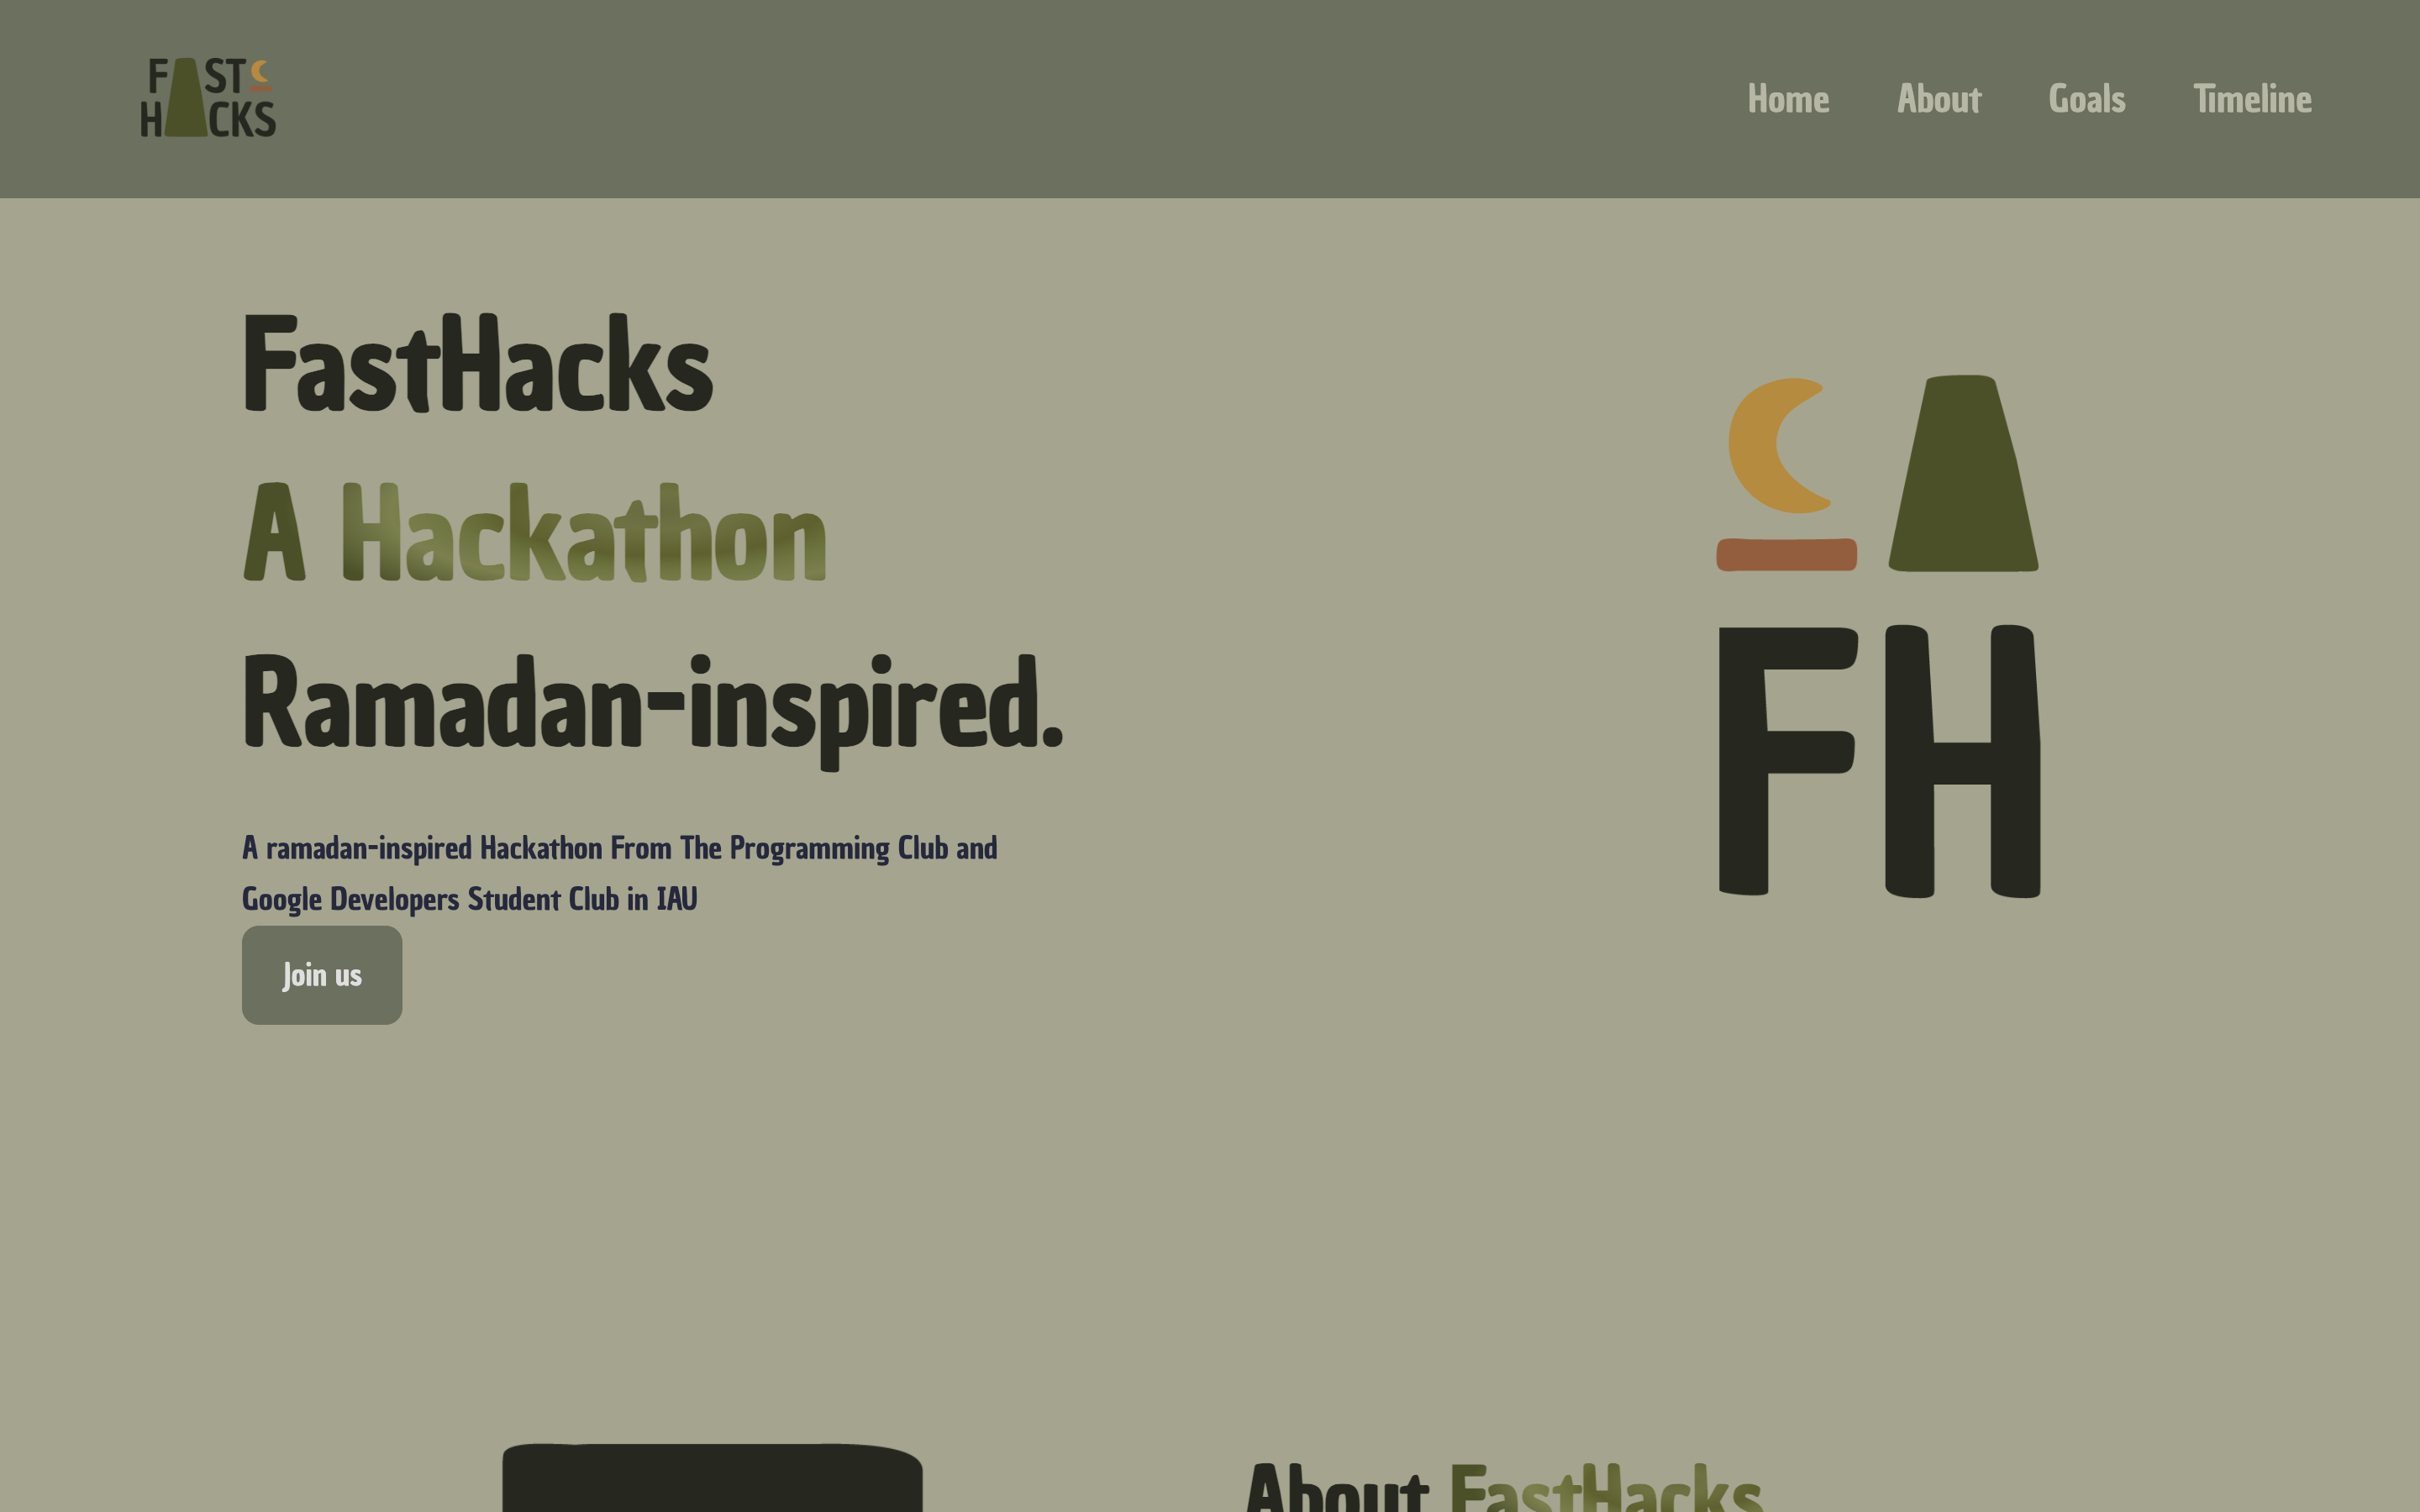 FAST
HACKS
Home About Goals Timeline
FastHacks
A Hackathon
Ramadan-inspired.
A ramadan-inspired Hackathon From The Programming Club and
Google Developers Student Club in IAU
Join us
FH
About FastHacks